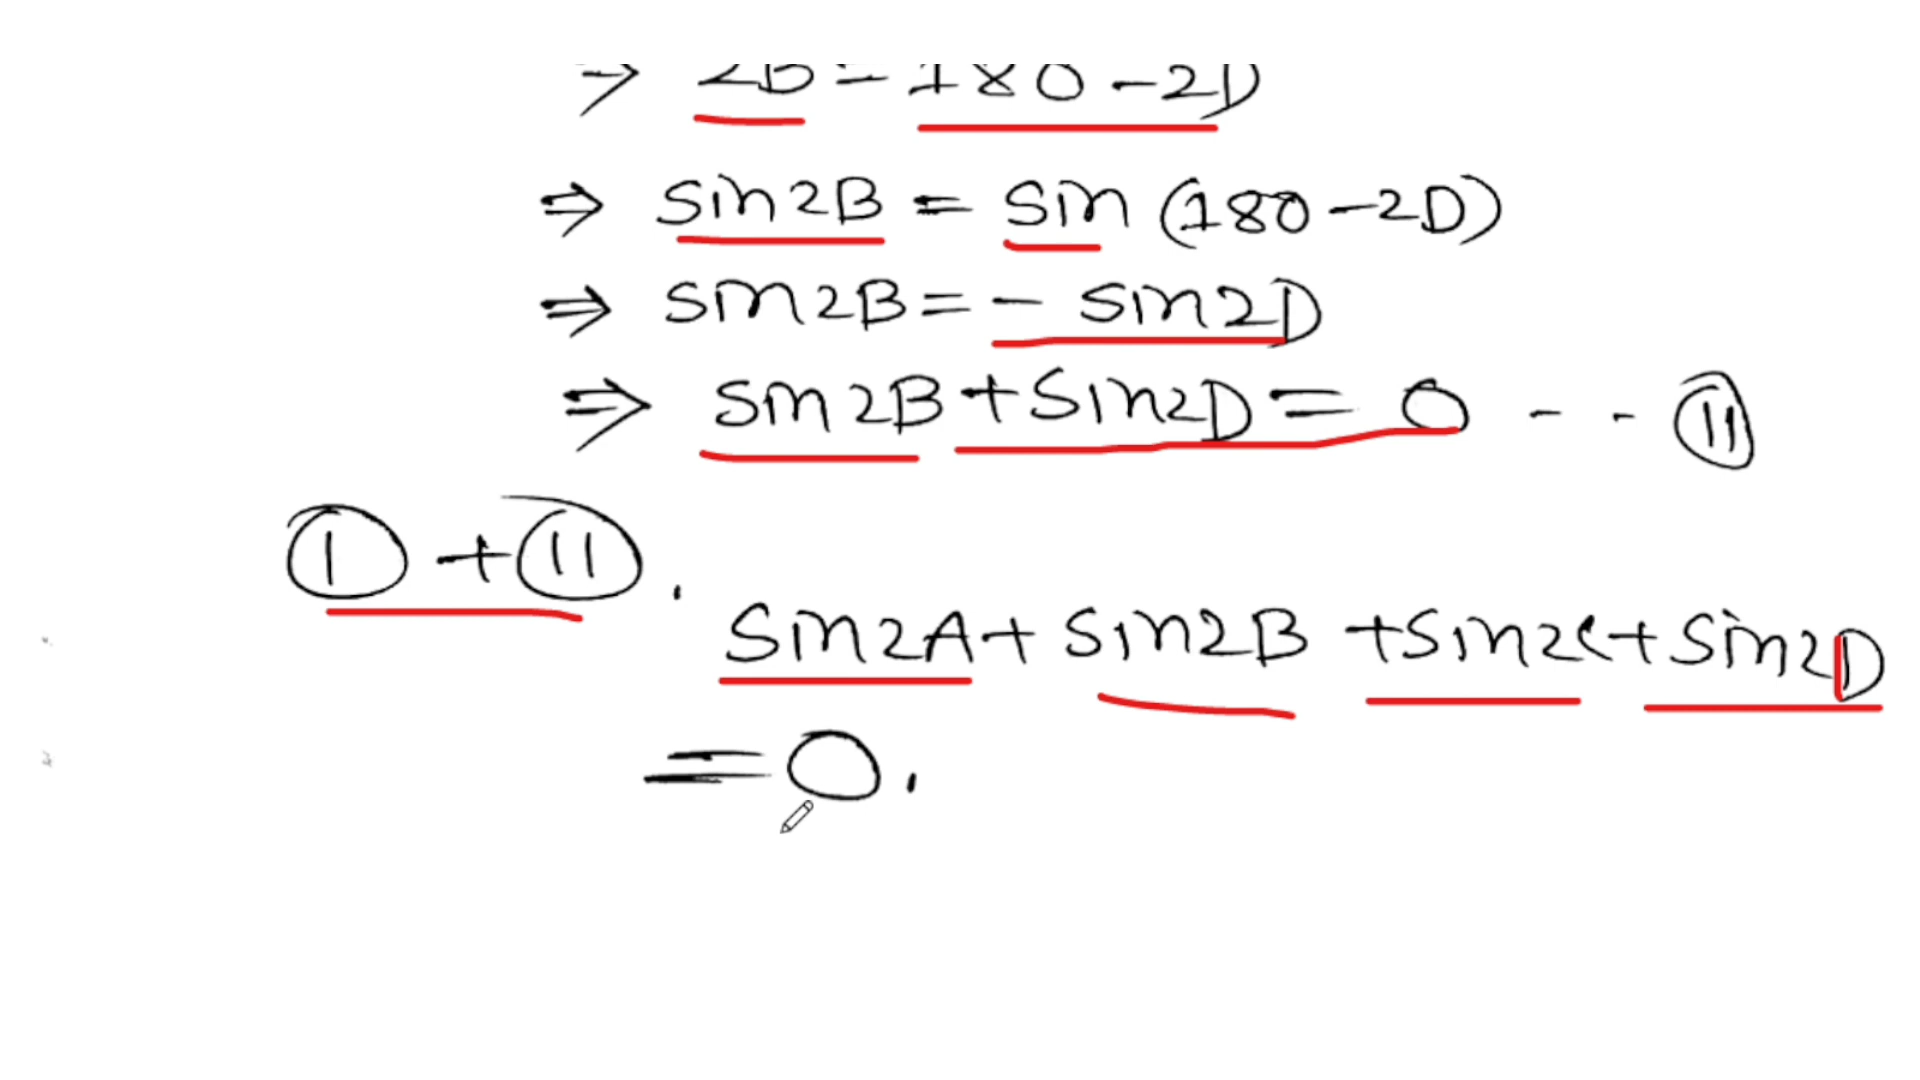 ⇒ 2B = 180 - 2D
⇒ sin2B = sin (180 - 2D)
⇒ sin2B = - sin2D
⇒ sin2B + sin2D = 0 - - (II)
(I) + (II).
sin2A + sin2B + sin2C + sin2D
= 0.